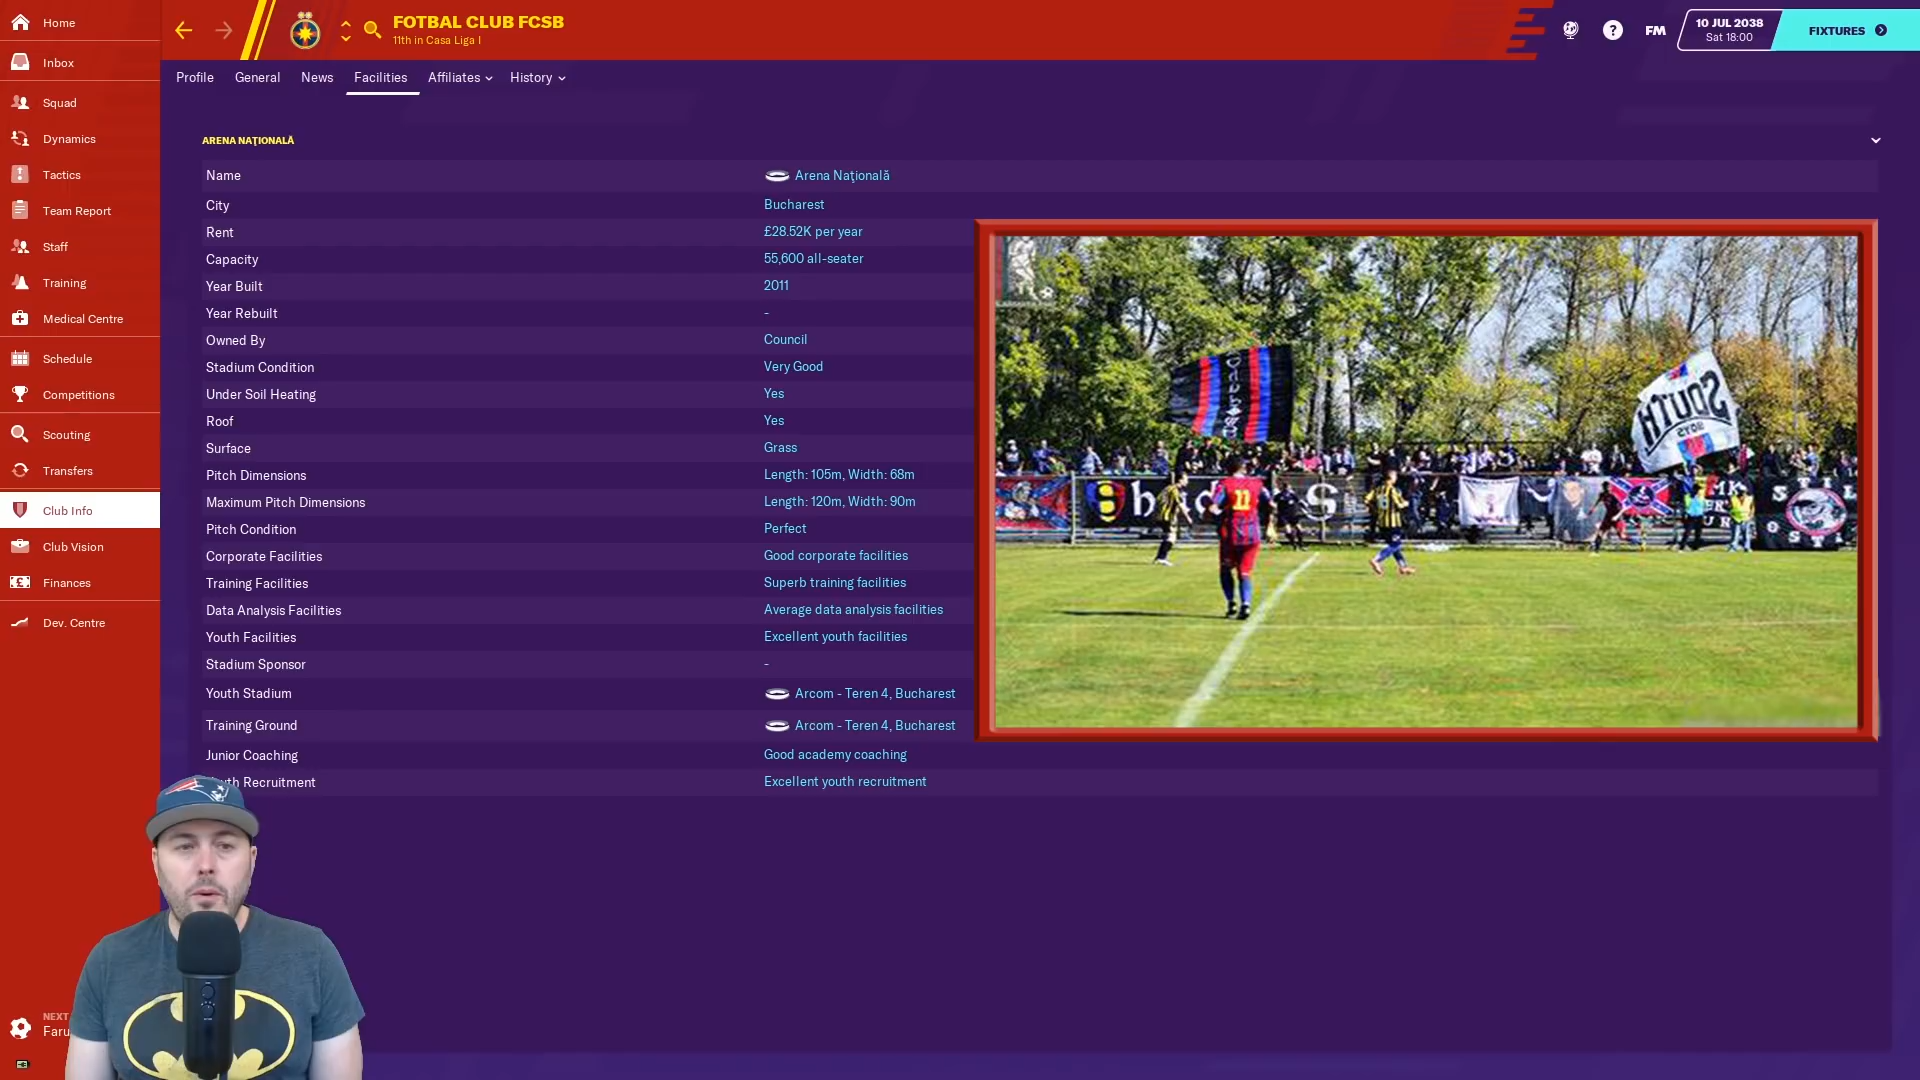 Home
Inbox
Squad
Dynamics
Tactics
Team Report
Staff
Training
Medical Centre
Schedule
Competitions
Scouting
Transfers
Club Info
Club Vision
Finances
Dev. Centre
NEXT
Faru
FOTBAL CLUB FCSB
11th in Casa Liga I
FM
10 JUL 2038
Sat 18:00
FIXTURES
Profile
General
News
Facilities
Affiliates
History
ARENA NAŢIONALĂ
Name Arena Naţională
City Bucharest
Rent £28.52K per year
Capacity 55,600 all-seater
Year Built 2011
Year Rebuilt -
Owned By Council
Stadium Condition Very Good
Under Soil Heating Yes
Roof Yes
Surface Grass
Pitch Dimensions Length: 105m, Width: 68m
Maximum Pitch Dimensions Length: 120m, Width: 90m
Pitch Condition Perfect
Corporate Facilities Good corporate facilities
Training Facilities Superb training facilities
Data Analysis Facilities Average data analysis facilities
Youth Facilities Excellent youth facilities
Stadium Sponsor -
Youth Stadium Arcom - Teren 4, Bucharest
Training Ground Arcom - Teren 4, Bucharest
Junior Coaching Good academy coaching
uth Recruitment Excellent youth recruitment
SOUTH
BOYS
11